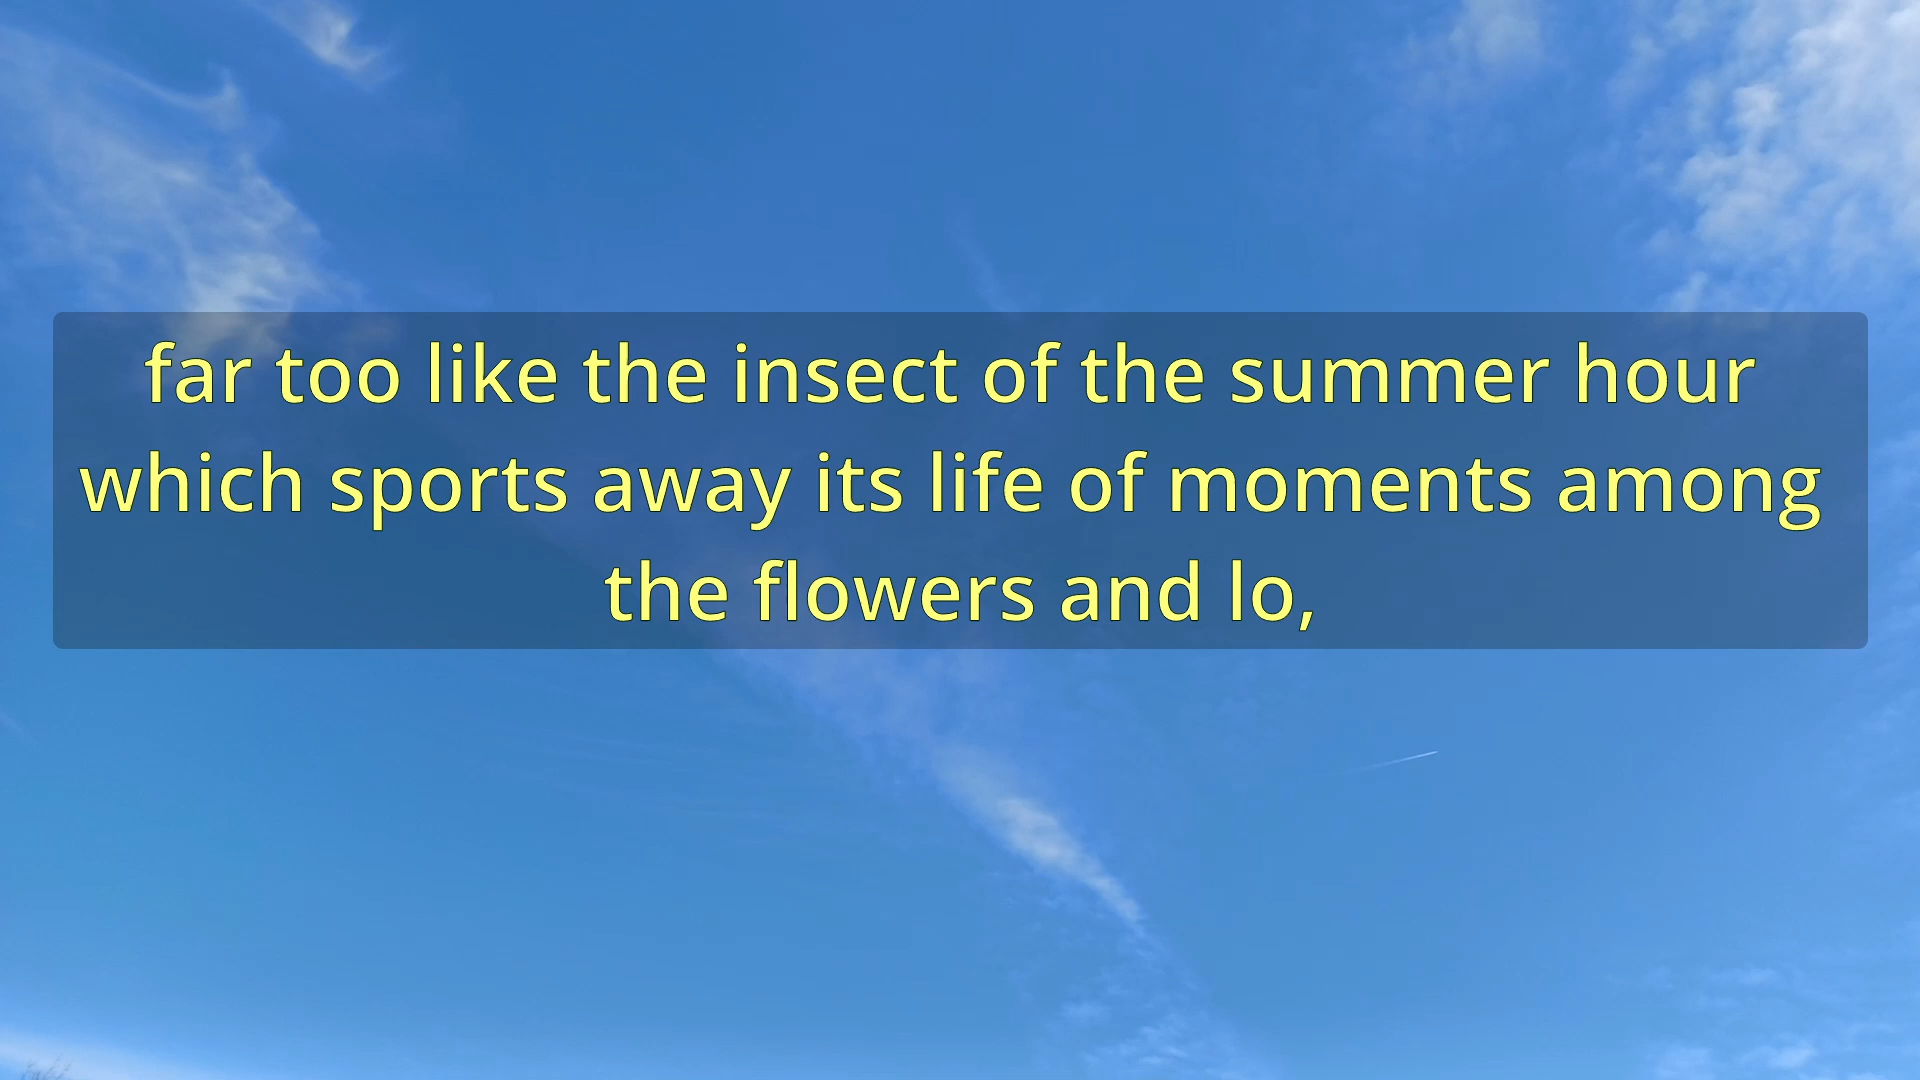 far too like the insect of the summer hour
which sports away its life of moments among
the flowers and lo,